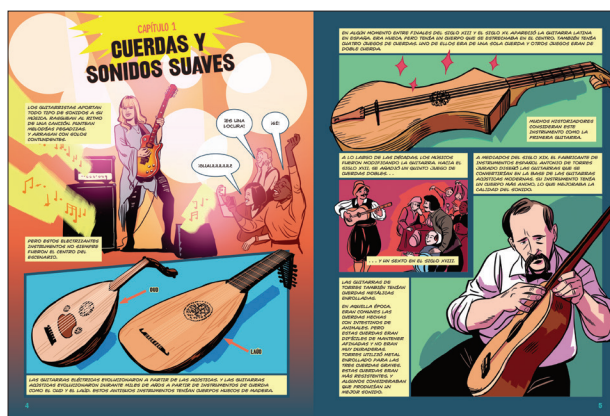 CAPÍTULO 1
CUERDAS Y
SONIDOS SUAVES
LOS GUITARRISTAS APORTAN
TODO TIPO DE SONIDOS A SU
MÚSICA. RASGUEAN AL RITMO
DE UNA CANCIÓN. PUNTEAN
MELODÍAS PEGADIZAS.
Y ARRASAN CON SOLOS
CONTUNDENTES.
¡ES UNA
LOCURA!
¡SÍ!
PERO ESTOS ELECTRIZANTES
INSTRUMENTOS NO SIEMPRE
FUERON EL CENTRO DEL
ESCENARIO.
OUD
LAÚD
LAS GUITARRAS ELÉCTRICAS EVOLUCIONARON A PARTIR DE LAS ACÚSTICAS. Y LAS GUITARRAS
ACÚSTICAS EVOLUCIONARON DURANTE MILES DE AÑOS A PARTIR DE INSTRUMENTOS DE CUERDA
COMO EL OUD Y EL LAÚD. ESTOS ANTIGUOS INSTRUMENTOS TENÍAN CUERPOS HUECOS DE MADERA.
4
EN ALGÚN MOMENTO ENTRE FINALES DEL SIGLO XIII Y EL SIGLO XV, APARECIÓ LA GUITARRA LATINA
EN ESPAÑA. ERA HUECA, PERO TENÍA UN CUERPO QUE SE ESTRECHABA EN EL CENTRO. TAMBIÉN TENÍA
CUATRO JUEGOS DE CUERDAS. UNO DE ELLOS ERA DE UNA SOLA CUERDA Y OTROS JUEGOS ERAN DE
DOBLE CUERDA.
¡MUCHOS HISTORIADORES
CONSIDERAN ESTE
INSTRUMENTO COMO LA
PRIMERA GUITARRA!
A LO LARGO DE LAS DÉCADAS, LOS MÚSICOS
FUERON MODIFICANDO LA GUITARRA. HACIA EL
SIGLO XVII, SE AÑADIÓ UN QUINTO JUEGO DE
CUERDAS DOBLES. . .
. . . Y UN SEXTO EN EL SIGLO XVIII.
A MEDIADOS DEL SIGLO XIX, EL FABRICANTE DE
INSTRUMENTOS ESPAÑOL ANTONIO DE TORRES
JURADO DISEÑÓ LAS GUITARRAS QUE SE
CONVERTIRÍAN EN LA BASE DE LAS GUITARRAS
ACÚSTICAS MODERNAS. SU INSTRUMENTO TENÍA
UN CUERPO MÁS ANCHO, LO QUE MEJORABA LA
CALIDAD DEL SONIDO.
LAS GUITARRAS DE
TORRES TAMBIÉN TENÍAN
CUERDAS METÁLICAS
ENROLLADAS.
EN AQUELLA ÉPOCA,
ERAN COMUNES LAS
CUERDAS HECHAS
CON INTESTINOS DE
ANIMALES. PERO
ESTAS CUERDAS ERAN
DIFÍCILES DE MANTENER
AFINADAS Y NO ERAN
MUY DURADERAS.
TORRES UTILIZÓ METAL
ENROLLADO PARA LAS
TRES CUERDAS GRAVES.
ESTAS CUERDAS ERAN
MÁS RESISTENTES, Y
ALGUNOS CONSIDERABAN
QUE PRODUCÍAN UN
MEJOR SONIDO.
5